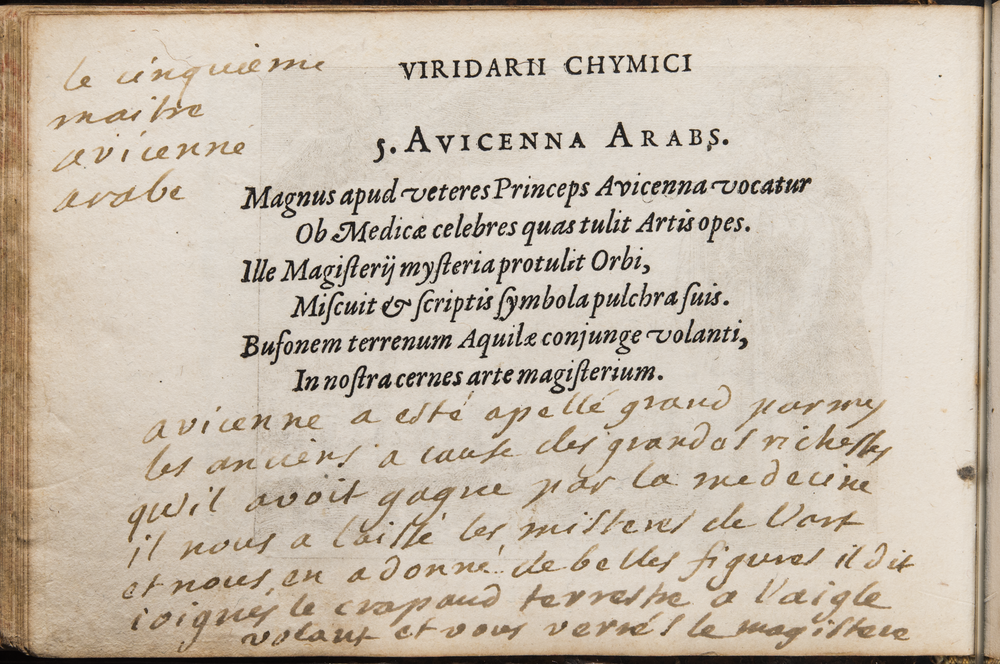 le cinquieme
maitre
avicenne
arabe
VIRIDARII CHYMICI
5. AVICENNA ARABS.
Magnus apud veteres Princeps Avicenna vocatur
Ob Medicæ celebres quas tulit Artis opes.
Ille Magiſterij myſteria protulit Orbi,
Miſcuit & ſcriptis ſymbola pulchra ſuis.
Bufonem terrenum Aquilæ conjunge volanti,
In noſtra cernes arte magiſterium.
avicenne a esté apellé grand parmy
les anciens a cause des grandes richesses
qu'il avoit gagne par la medecine
il nous a laissé les misteres de l'art
et nous en a donné de belles figures il dit
ioignés le crapaud terrestre a l'aigle
volant et vous verrés le magistere